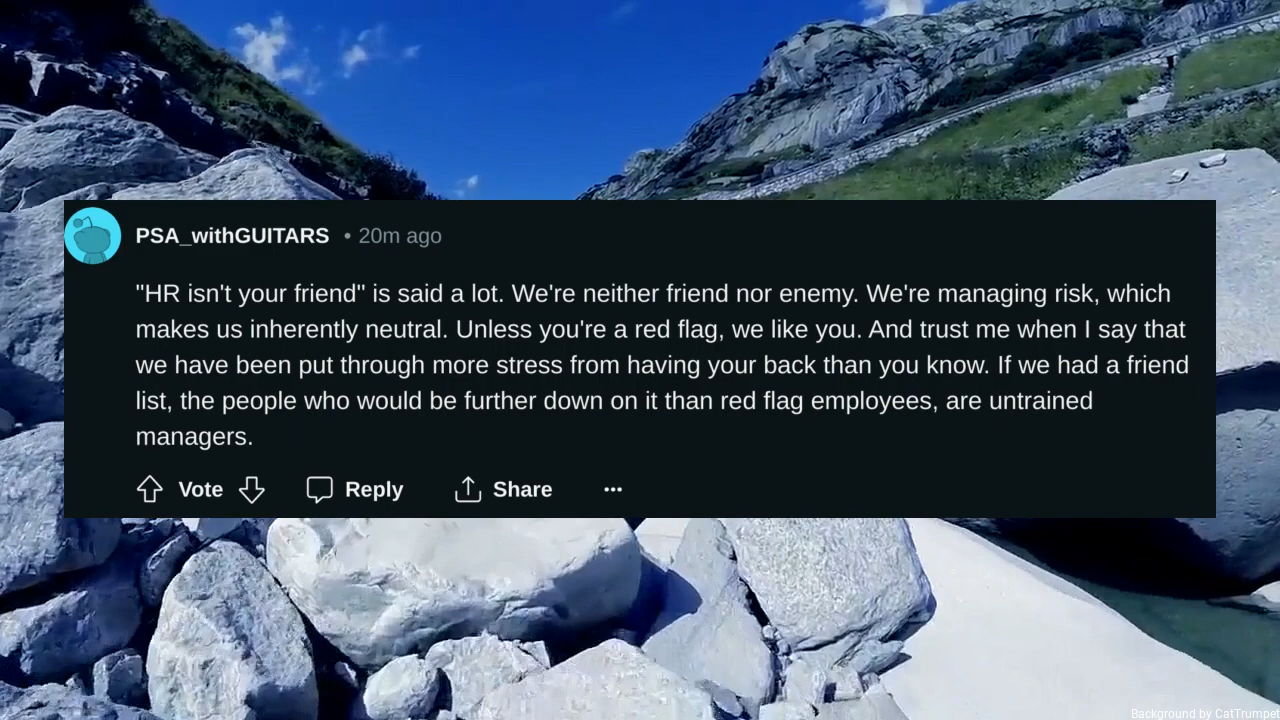 PSA_withGUITARS • 20m ago
"HR isn't your friend" is said a lot. We're neither friend nor enemy. We're managing risk, which
makes us inherently neutral. Unless you're a red flag, we like you. And trust me when I say that
we have been put through more stress from having your back than you know. If we had a friend
list, the people who would be further down on it than red flag employees, are untrained
managers.
Vote Reply Share ···
Background by CatTrumpet